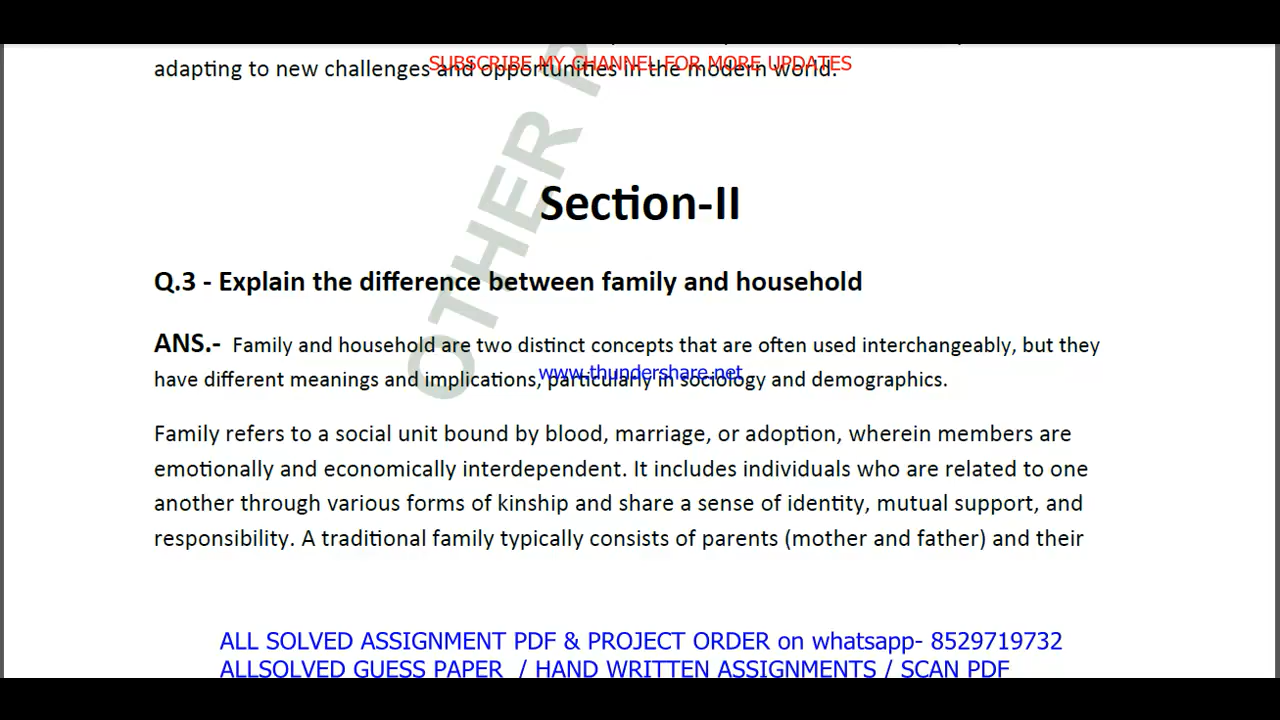 adapting to new challenges and opportunities in the modern world.
SUBSCRIBE MY CHANNEL FOR MORE UPDATES
OTHER
Section-II
Q.3 - Explain the difference between family and household
ANS.- Family and household are two distinct concepts that are often used interchangeably, but they
have different meanings and implications, particularly in sociology and demographics.
www.thundershare.net
Family refers to a social unit bound by blood, marriage, or adoption, wherein members are
emotionally and economically interdependent. It includes individuals who are related to one
another through various forms of kinship and share a sense of identity, mutual support, and
responsibility. A traditional family typically consists of parents (mother and father) and their
ALL SOLVED ASSIGNMENT PDF & PROJECT ORDER on whatsapp- 8529719732
ALLSOLVED GUESS PAPER / HAND WRITTEN ASSIGNMENTS / SCAN PDF